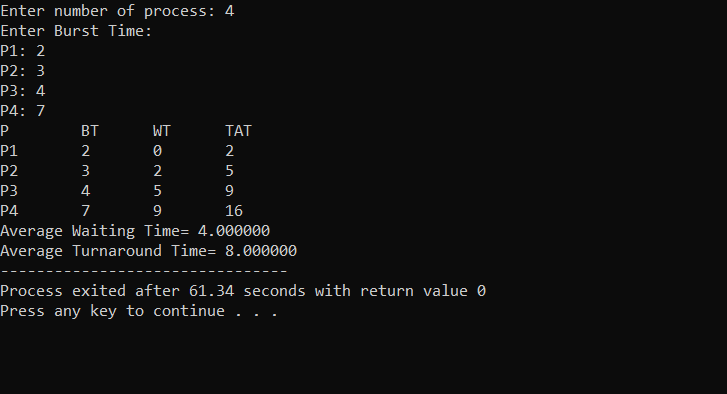 Enter number of process: 4
Enter Burst Time:
P1: 2
P2: 3
P3: 4
P4: 7
P BT WT TAT
P1 2 0 2
P2 3 2 5
P3 4 5 9
P4 7 9 16
Average Waiting Time= 4.000000
Average Turnaround Time= 8.000000
--------------------------------
Process exited after 61.34 seconds with return value 0
Press any key to continue . . .